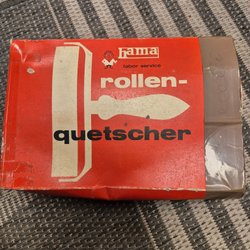 hama
labor service
rollen-
quetscher